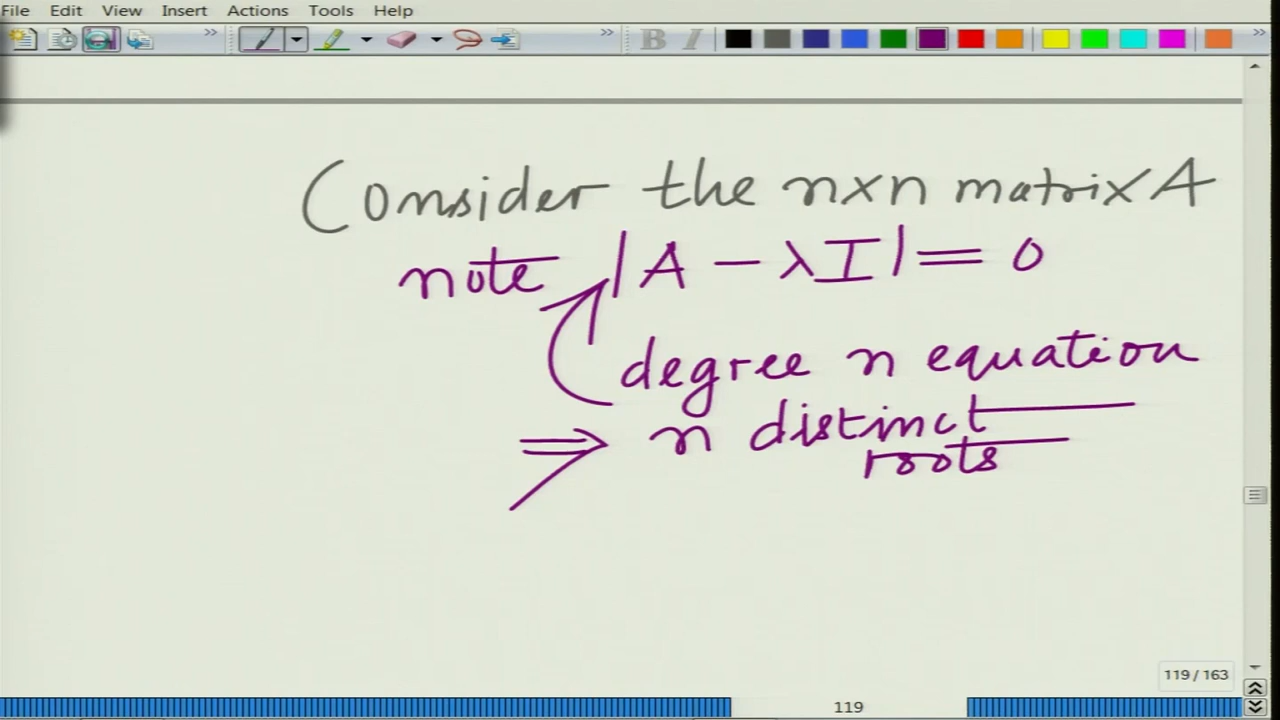 File Edit View Insert Actions Tools Help
B I
Consider the n×n matrix A
note |A - λI| = 0
degree n equation
⇒ n distinct
roots
119 / 163
119